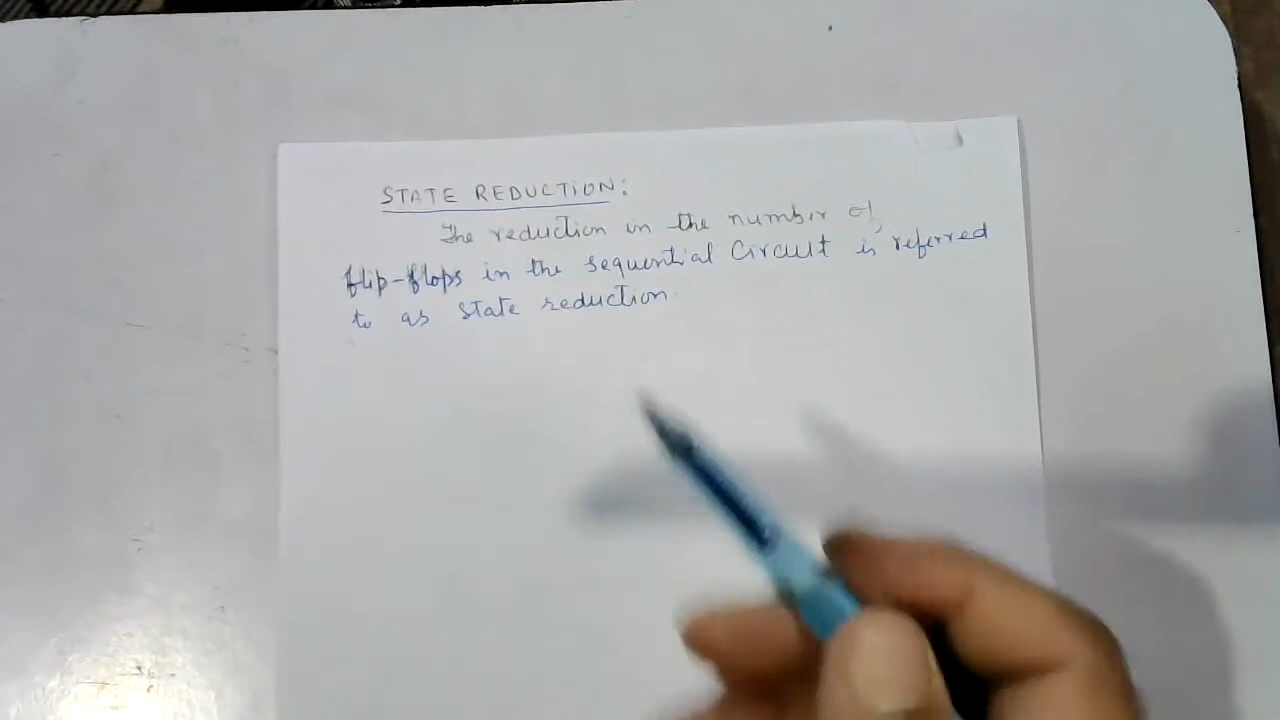 STATE REDUCTION:
The reduction in the number of
flip-flops in the sequential Circuit is referred
to as state reduction.